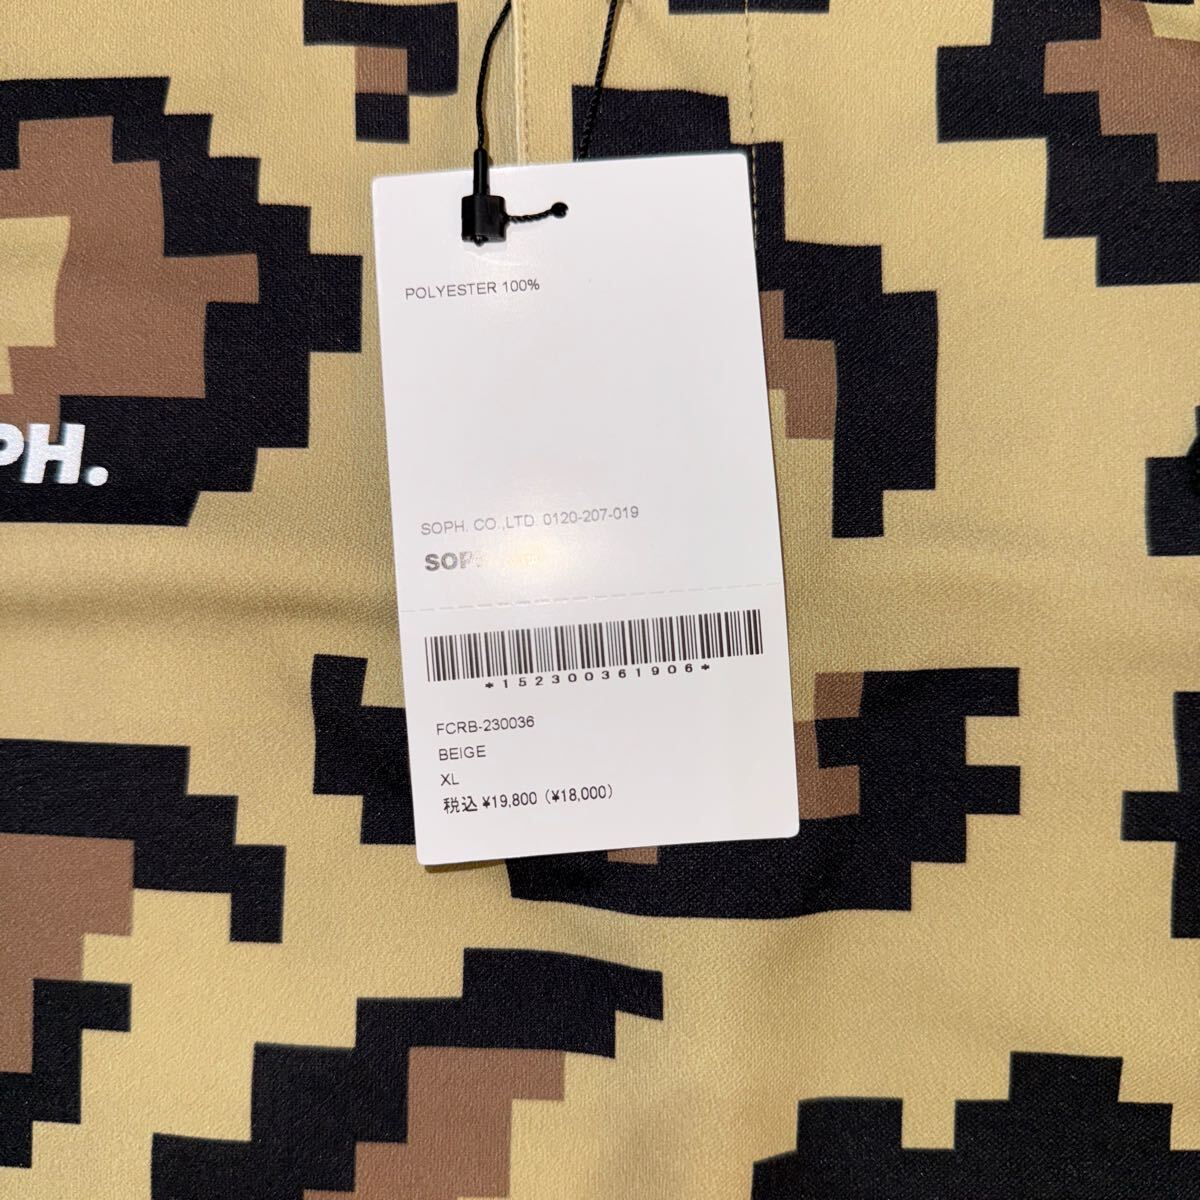 POLYESTER 100%
PH.
SOPH. CO.,LTD. 0120-207-019
*152300361906*
FCRB-230036
BEIGE
XL
税込 ¥19,800 (¥18,000)